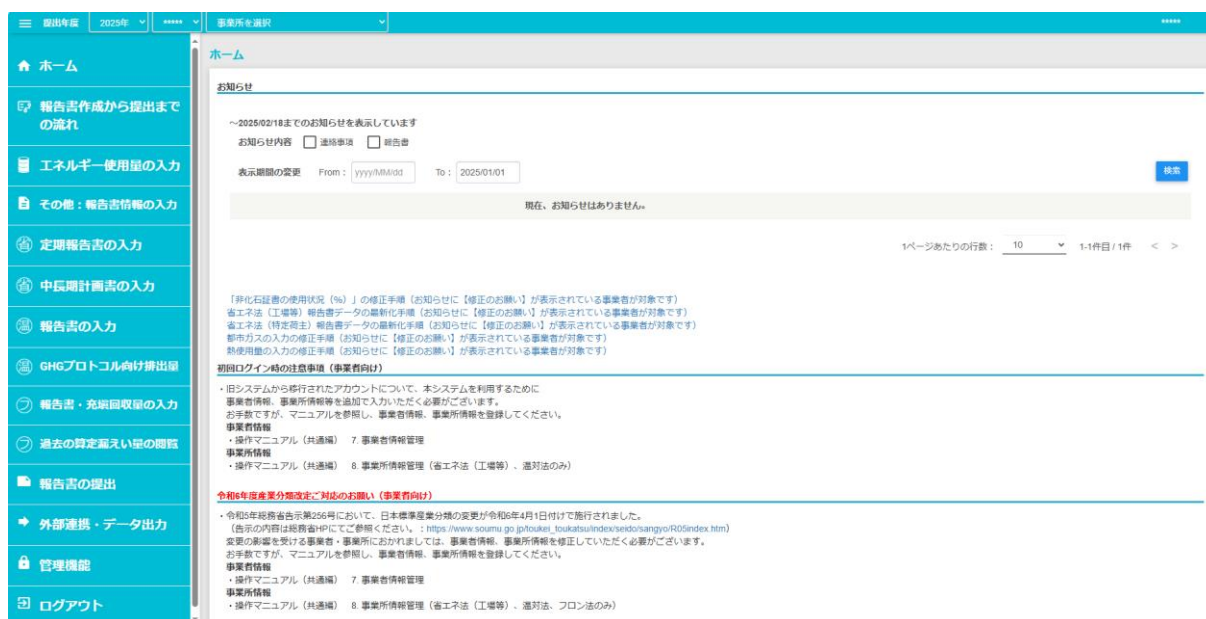 提出年度 2025年 ***** 事業所を選択 *****
ホーム
報告書作成から提出まで
の流れ
エネルギー使用量の入力
その他：報告書情報の入力
定期報告書の入力
中長期計画書の入力
報告書の入力
GHGプロトコル向け排出量
報告書・充填回収量の入力
過去の算定漏えい量の閲覧
報告書の提出
外部連携・データ出力
管理機能
ログアウト
ホーム
お知らせ
～2025/02/18までのお知らせを表示しています
お知らせ内容 連絡事項 報告書
表示期間の変更 From： yyyy/MM/dd To： 2025/01/01 検索
現在、お知らせはありません。
1ページあたりの行数： 10 1-1件目 / 1件 < >
「非化石証書の使用状況（%）」の修正手順（お知らせに【修正のお願い】が表示されている事業者が対象です）
省エネ法（工場等）報告書データの最新化手順（お知らせに【修正のお願い】が表示されている事業者が対象です）
省エネ法（特定荷主）報告書データの最新化手順（お知らせに【修正のお願い】が表示されている事業者が対象です）
都市ガスの入力の修正手順（お知らせに【修正のお願い】が表示されている事業者が対象です）
熱使用量の入力の修正手順（お知らせに【修正のお願い】が表示されている事業者が対象です）
初回ログイン時の注意事項（事業者向け）
・旧システムから移行されたアカウントについて、本システムを利用するために
事業者情報、事業所情報等を追加で入力いただく必要がございます。
お手数ですが、マニュアルを参照し、事業者情報、事業所情報を登録してください。
事業者情報
・操作マニュアル（共通編） 7. 事業者情報管理
事業所情報
・操作マニュアル（共通編） 8. 事業所情報管理（省エネ法（工場等）、温対法のみ）
令和6年度産業分類改定ご対応のお願い（事業者向け）
・令和5年総務省告示第256号において、日本標準産業分類の変更が令和6年4月1日付けで施行されました。
（告示の内容は総務省HPにてご参照ください。：https://www.soumu.go.jp/toukei_toukatsu/index/seido/sangyo/R05index.htm）
変更の影響を受ける事業者・事業所におかれましては、事業者情報、事業所情報を修正していただく必要がございます。
お手数ですが、マニュアルを参照し、事業者情報、事業所情報を登録してください。
事業者情報
・操作マニュアル（共通編） 7. 事業者情報管理
事業所情報
・操作マニュアル（共通編） 8. 事業所情報管理（省エネ法（工場等）、温対法、フロン法のみ）